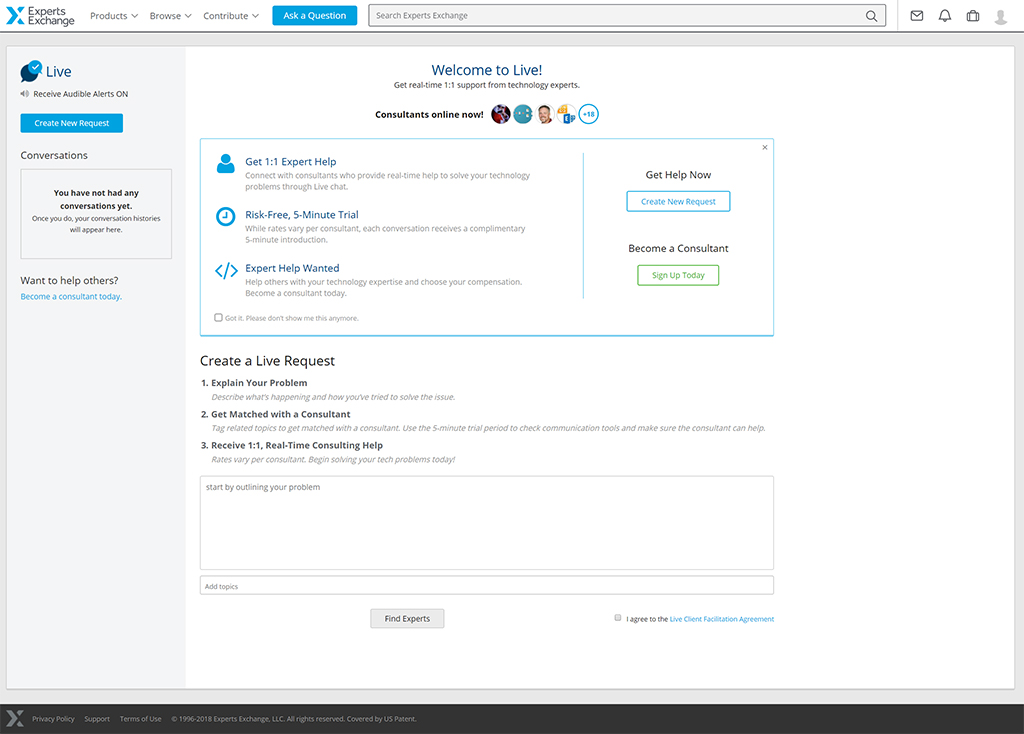 Experts
Exchange
Products
Browse
Contribute
Ask a Question
Search Experts Exchange
Live
Receive Audible Alerts ON
Create New Request
Conversations
You have not had any
conversations yet.
Once you do, your conversation histories
will appear here.
Want to help others?
Become a consultant today.
Welcome to Live!
Get real-time 1:1 support from technology experts.
Consultants online now!
+18
Get 1:1 Expert Help
Connect with consultants who provide real-time help to solve your technology
problems through Live chat.
Risk-Free, 5-Minute Trial
While rates vary per consultant, each conversation receives a complimentary
5-minute introduction.
Expert Help Wanted
Help others with your technology expertise and choose your compensation.
Become a consultant today.
Got it. Please don't show me this anymore.
Get Help Now
Create New Request
Become a Consultant
Sign Up Today
Create a Live Request
1. Explain Your Problem
Describe what's happening and how you've tried to solve the issue.
2. Get Matched with a Consultant
Tag related topics to get matched with a consultant. Use the 5-minute trial period to check communication tools and make sure the consultant can help.
3. Receive 1:1, Real-Time Consulting Help
Rates vary per consultant. Begin solving your tech problems today!
start by outlining your problem
Add topics
Find Experts
I agree to the Live Client Facilitation Agreement
Privacy Policy
Support
Terms of Use
© 1996-2018 Experts Exchange, LLC. All rights reserved. Covered by US Patent.